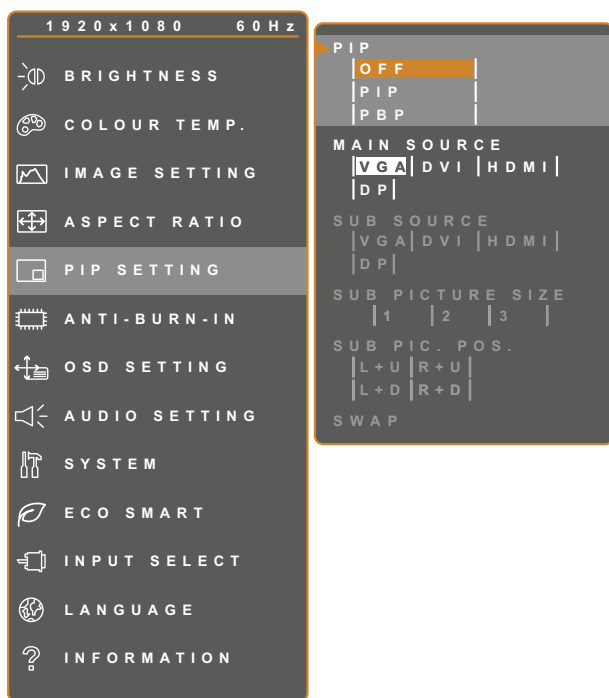 1920x1080 60Hz
BRIGHTNESS
COLOUR TEMP.
IMAGE SETTING
ASPECT RATIO
PIP SETTING
ANTI-BURN-IN
OSD SETTING
AUDIO SETTING
SYSTEM
ECO SMART
INPUT SELECT
LANGUAGE
INFORMATION
PIP
OFF
PIP
PBP
MAIN SOURCE
VGA DVI HDMI
DP
SUB SOURCE
VGA DVI HDMI
DP
SUB PICTURE SIZE
1 2 3
SUB PIC. POS.
L+U R+U
L+D R+D
SWAP